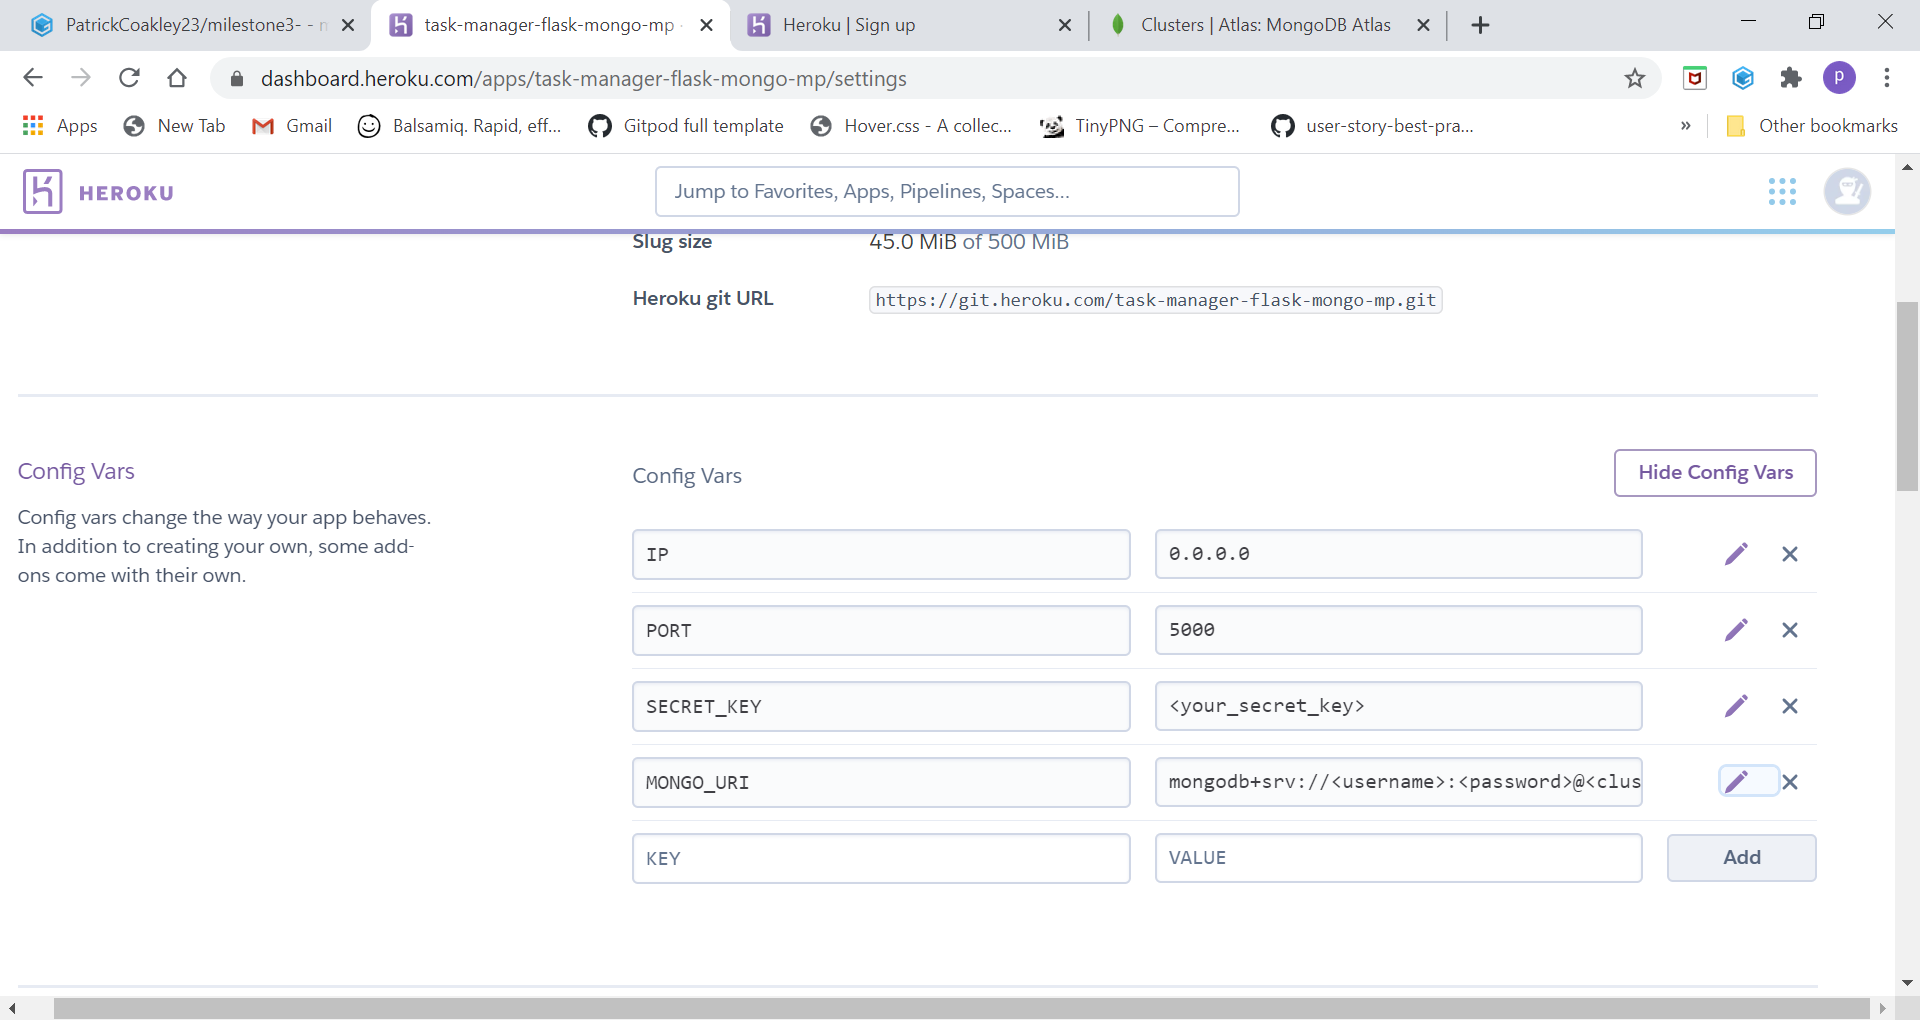 PatrickCoakley23/milestone3- - n
task-manager-flask-mongo-mp ·
Heroku | Sign up
Clusters | Atlas: MongoDB Atlas
dashboard.heroku.com/apps/task-manager-flask-mongo-mp/settings
p
Apps
New Tab
Gmail
Balsamiq. Rapid, eff...
Gitpod full template
Hover.css - A collec...
TinyPNG – Compre...
user-story-best-pra...
»
Other bookmarks
HEROKU
Jump to Favorites, Apps, Pipelines, Spaces...
Slug size
45.0 MiB of 500 MiB
Heroku git URL
https://git.heroku.com/task-manager-flask-mongo-mp.git
Config Vars
Config vars change the way your app behaves.
In addition to creating your own, some add-
ons come with their own.
Config Vars
Hide Config Vars
IP
0.0.0.0
PORT
5000
SECRET_KEY
<your_secret_key>
MONGO_URI
mongodb+srv://<username>:<password>@<clus
KEY
VALUE
Add